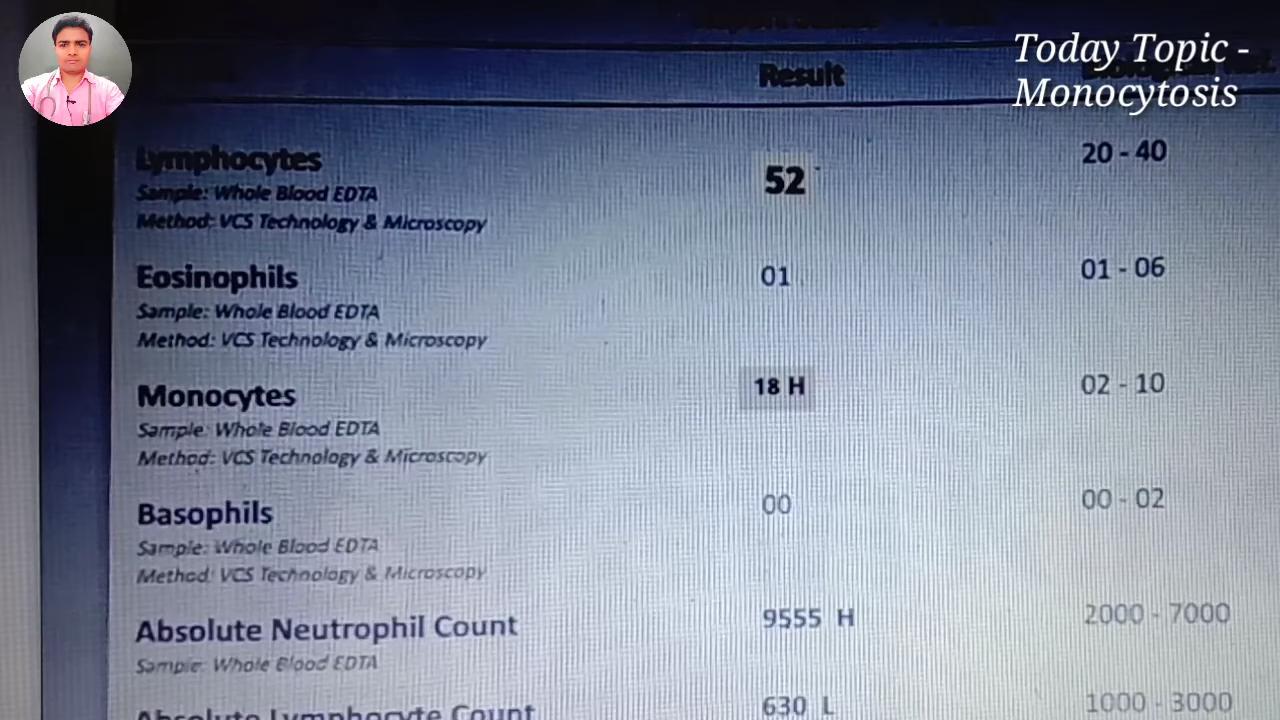 Today Topic -
Monocytosis
Result
Lymphocytes 52 20 - 40
Sample: Whole Blood EDTA
Method: VCS Technology & Microscopy
Eosinophils 01 01 - 06
Sample: Whole Blood EDTA
Method: VCS Technology & Microscopy
Monocytes 18 H 02 - 10
Sample: Whole Blood EDTA
Method: VCS Technology & Microscopy
Basophils 00 00 - 02
Sample: Whole Blood EDTA
Method: VCS Technology & Microscopy
Absolute Neutrophil Count 9555 H 2000 - 7000
Sample: Whole Blood EDTA
Absolute Lymphocyte Count 630 L 1000 - 3000